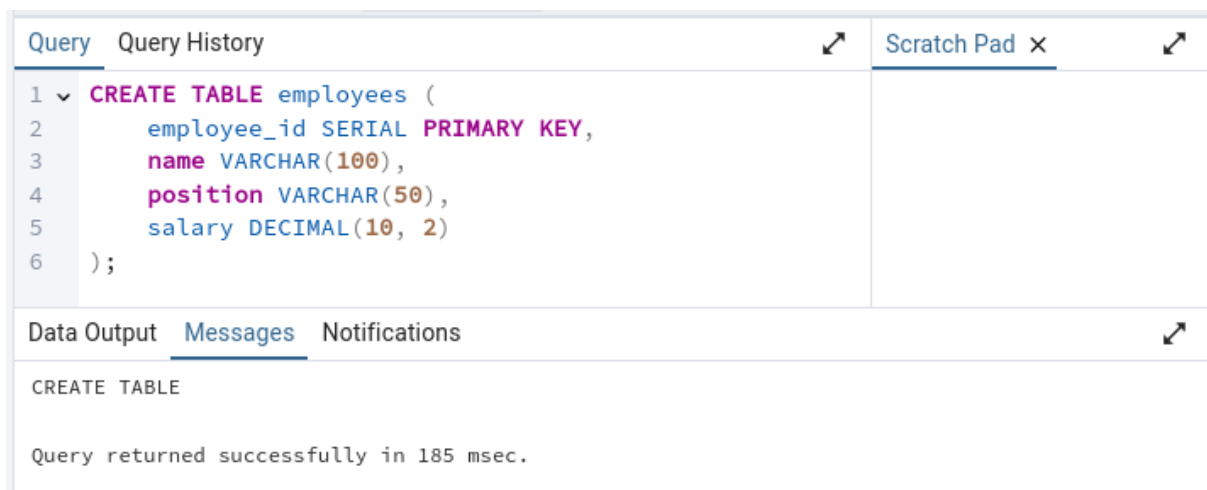 Query Query History
Scratch Pad ×
1 CREATE TABLE employees (
2 employee_id SERIAL PRIMARY KEY,
3 name VARCHAR(100),
4 position VARCHAR(50),
5 salary DECIMAL(10, 2)
6 );
Data Output Messages Notifications
CREATE TABLE
Query returned successfully in 185 msec.